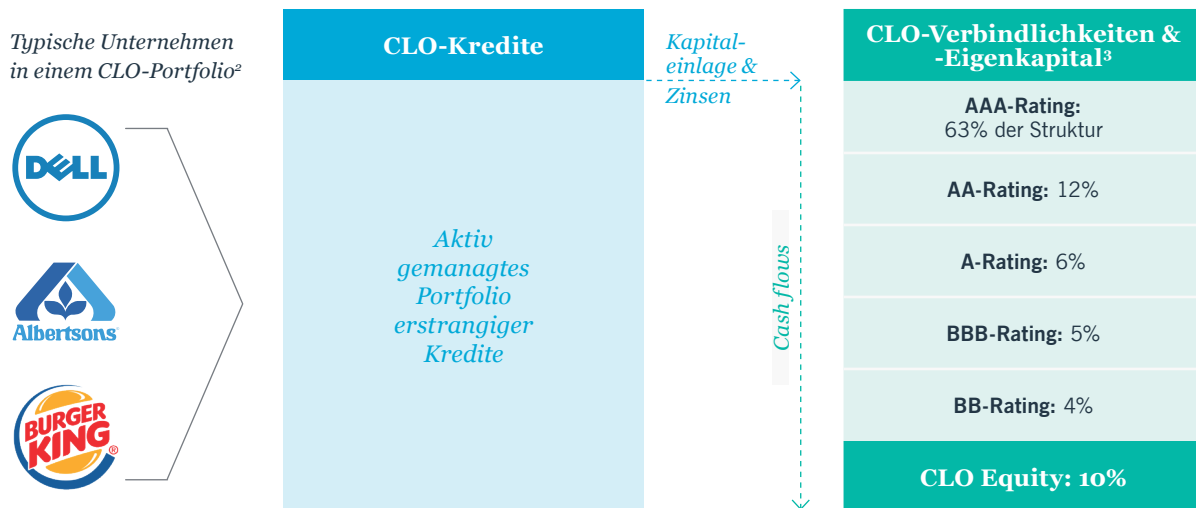 Typische Unternehmen
in einem CLO-Portfolio²
DELL
Albertsons
BURGER
KING®
CLO-Kredite
Aktiv
gemanagtes
Portfolio
erstrangiger
Kredite
Kapital-
einlage &
Zinsen
Cash flows
CLO-Verbindlichkeiten &
-Eigenkapital³
AAA-Rating:
63% der Struktur
AA-Rating: 12%
A-Rating: 6%
BBB-Rating: 5%
BB-Rating: 4%
CLO Equity: 10%